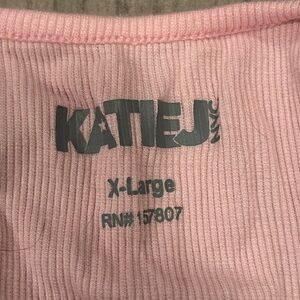 KATIEJ NYC
X-Large
RN# 157807